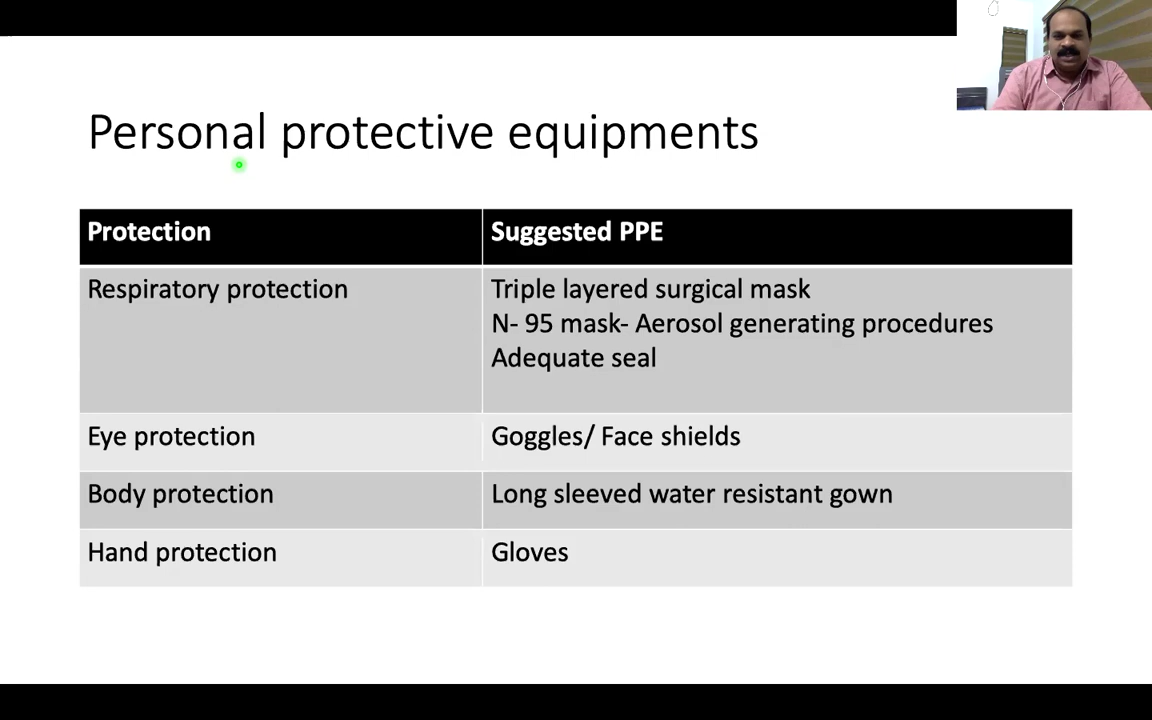 Personal protective equipments
Protection
Suggested PPE
Respiratory protection
Triple layered surgical mask
N- 95 mask- Aerosol generating procedures
Adequate seal
Eye protection
Goggles/ Face shields
Body protection
Long sleeved water resistant gown
Hand protection
Gloves